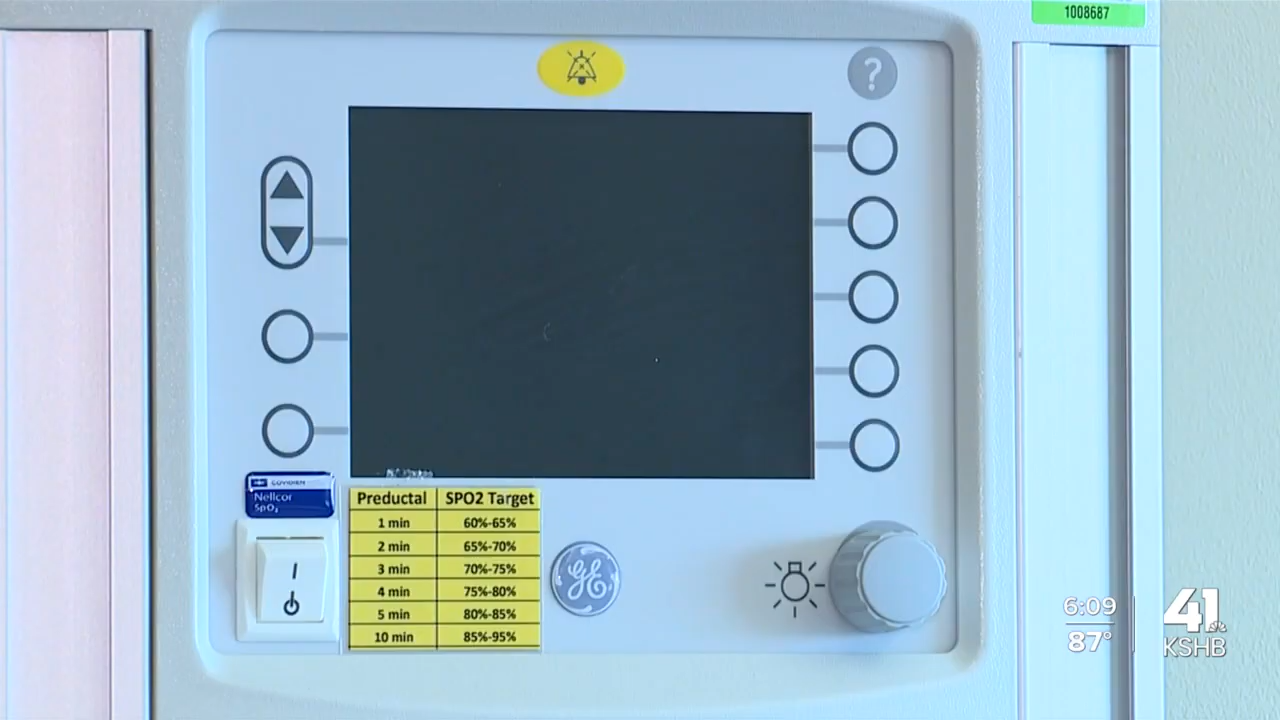 1008687
?
COVIDIEN
Nellcor
SpO₂
Preductal SPO2 Target
1 min 60%-65%
2 min 65%-70%
3 min 70%-75%
4 min 75%-80%
5 min 80%-85%
10 min 85%-95%
GE
6:09
87°
41
KSHB